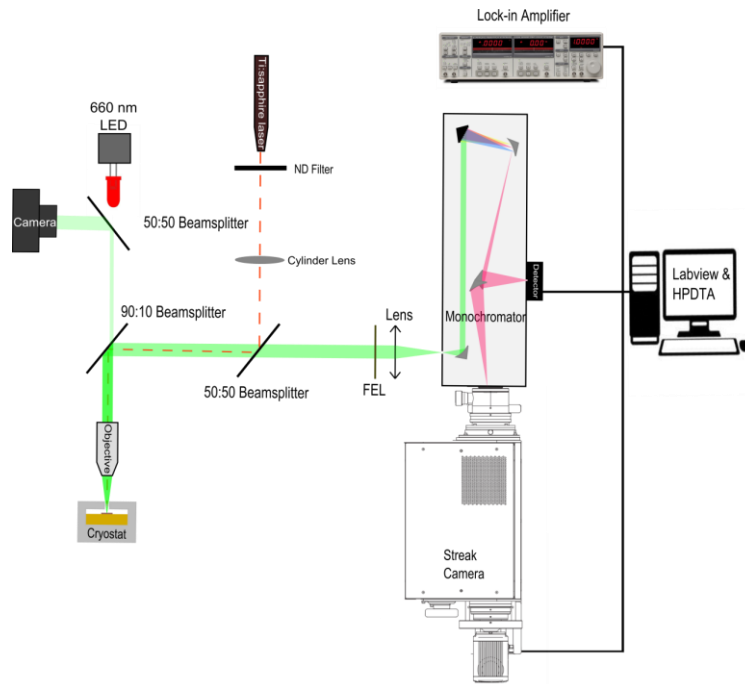 Lock-in Amplifier
Ti:sapphire laser
660 nm
LED
ND Filter
Camera
50:50 Beamsplitter
Cylinder Lens
Detector
Labview &
HPDTA
90:10 Beamsplitter
Lens
Monochromator
50:50 Beamsplitter
FEL
Objective
Cryostat
Streak
Camera